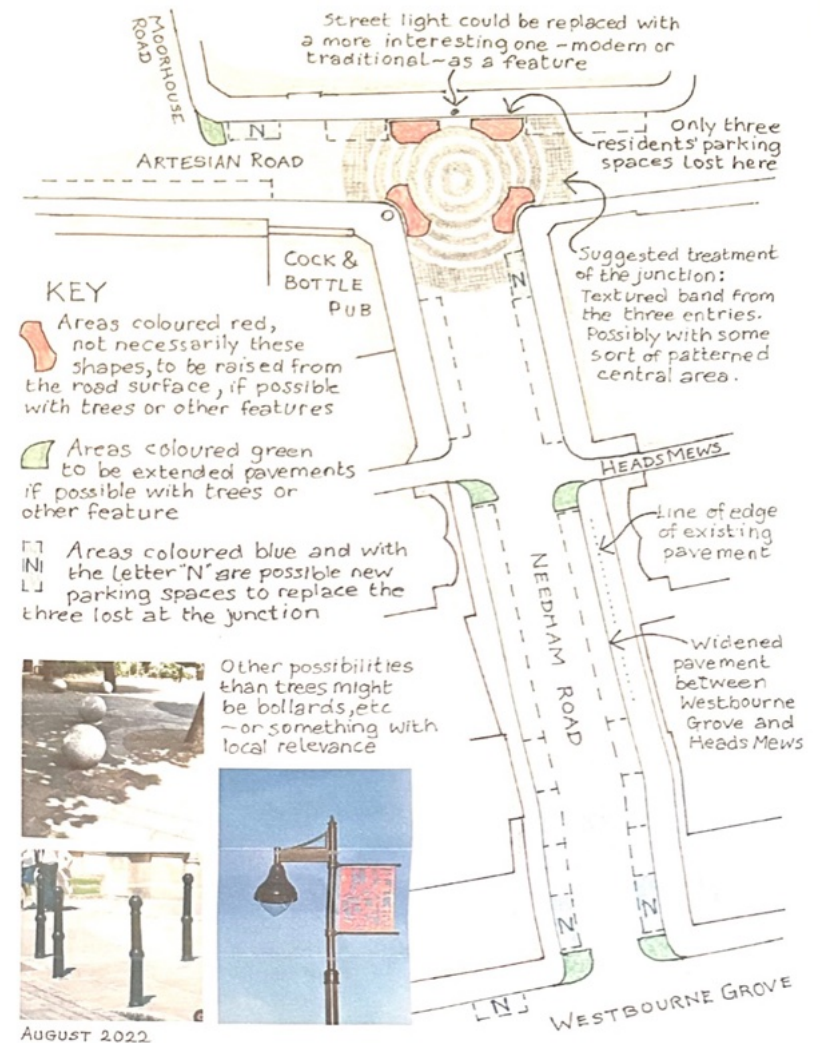 Street light could be replaced with
a more interesting one - modern or
traditional - as a feature
MOORHOUSE
ROAD
N
ARTESIAN ROAD
Only three
residents' parking
spaces lost here
COCK &
BOTTLE
PUB
N
Suggested treatment
of the junction:
Textured band from
the three entries.
Possibly with some
sort of patterned
central area.
KEY
Areas coloured red,
not necessarily these
shapes, to be raised from
the road surface, if possible
with trees or other features
Areas coloured green
to be extended pavements
if possible with trees or
other feature
N
Areas coloured blue and with
the letter "N" are possible new
parking spaces to replace the
three lost at the junction
HEADS MEWS
Line of edge
of existing
pavement
NEEDHAM ROAD
Widened
pavement
between
Westbourne
Grove and
Heads Mews
Other possibilities
than trees might
be bollards, etc
- or something with
local relevance
N
N
N
WESTBOURNE GROVE
AUGUST 2022